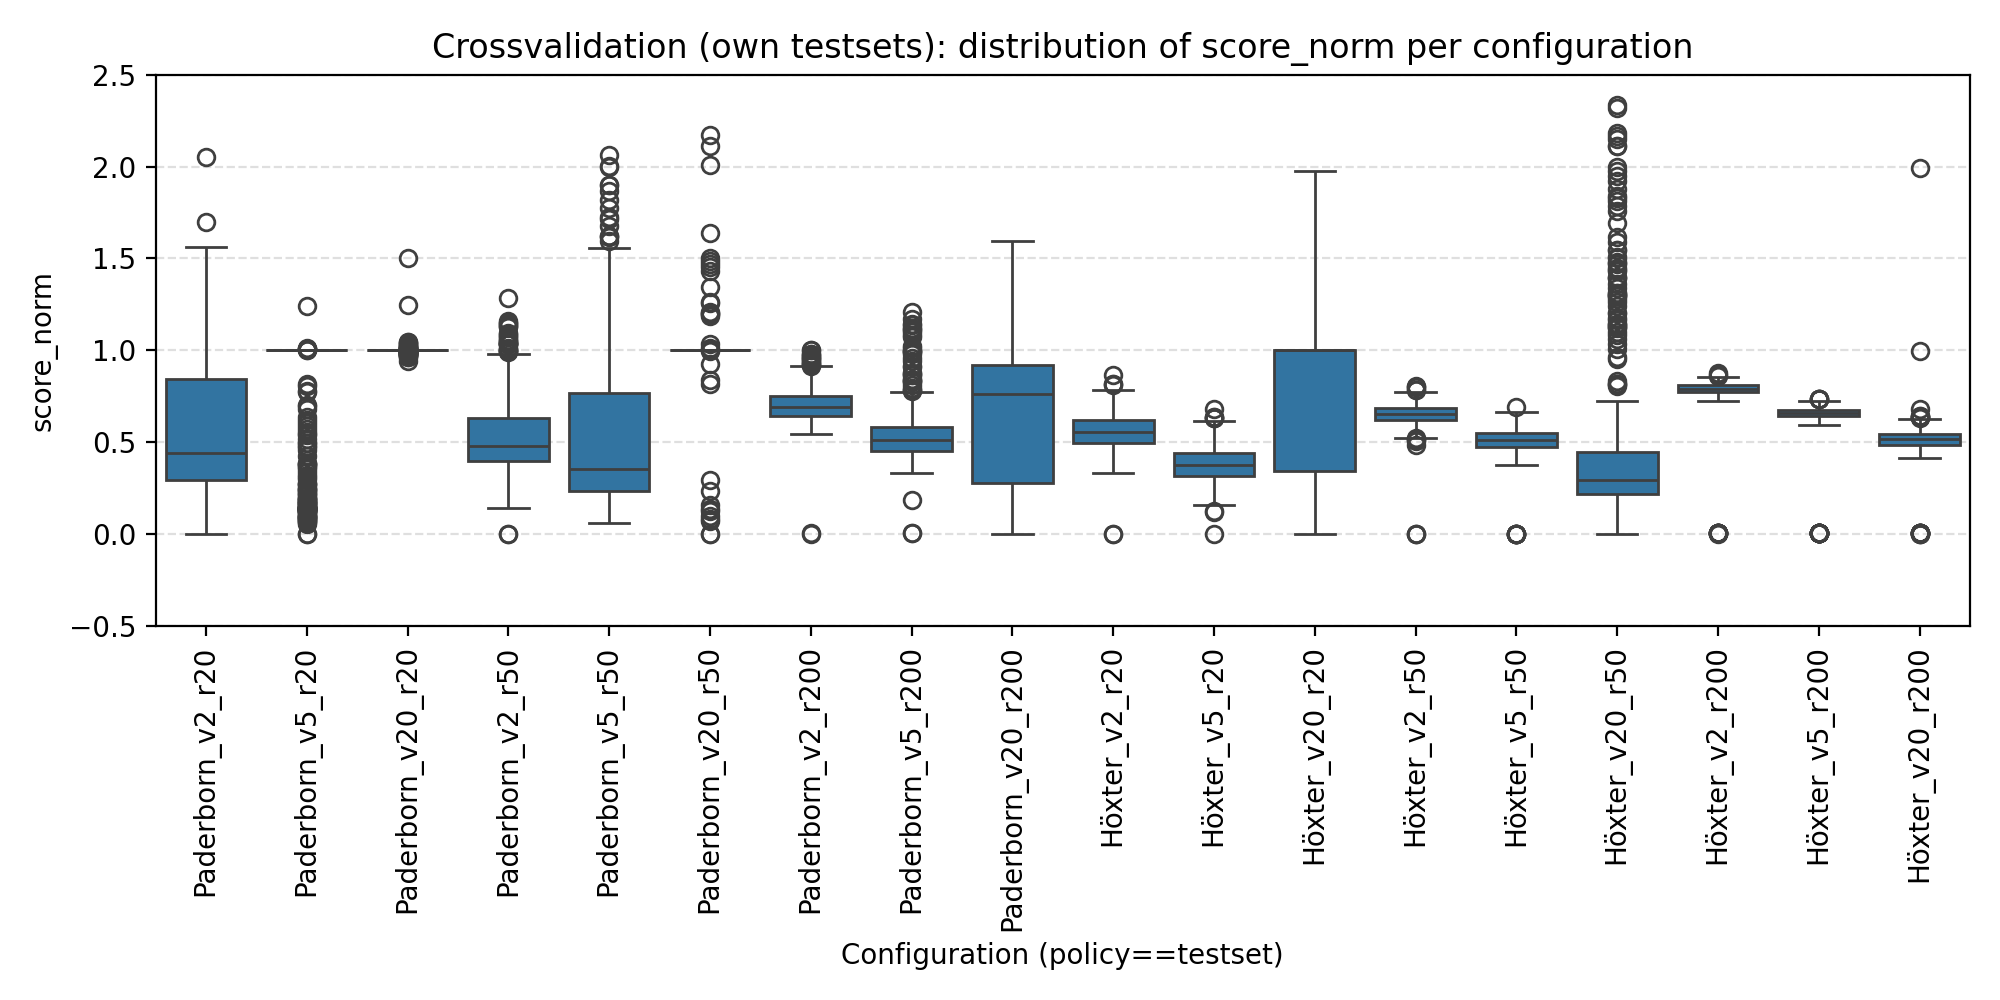 Crossvalidation (own testsets): distribution of score_norm per configuration
score_norm
2.5
2.0
1.5
1.0
0.5
0.0
−0.5
Paderborn_v2_r20
Paderborn_v5_r20
Paderborn_v20_r20
Paderborn_v2_r50
Paderborn_v5_r50
Paderborn_v20_r50
Paderborn_v2_r200
Paderborn_v5_r200
Paderborn_v20_r200
Höxter_v2_r20
Höxter_v5_r20
Höxter_v20_r20
Höxter_v2_r50
Höxter_v5_r50
Höxter_v20_r50
Höxter_v2_r200
Höxter_v5_r200
Höxter_v20_r200
Configuration (policy==testset)